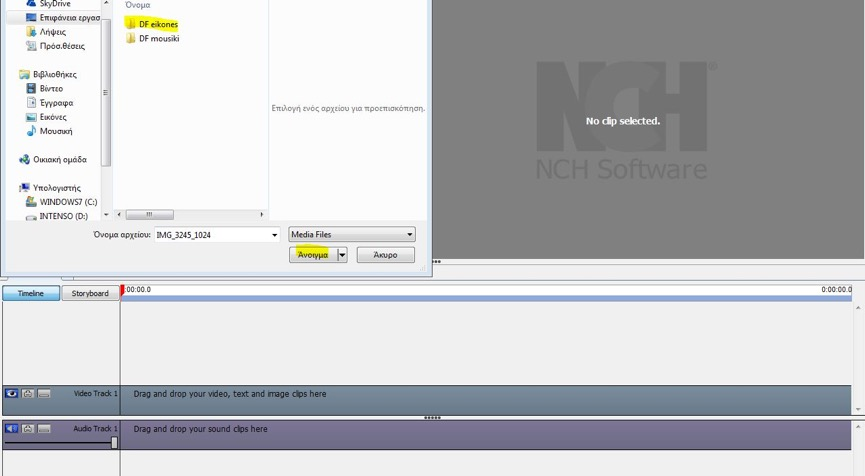 SkyDrive
Επιφάνεια εργασ
Λήψεις
Πρόσ.θέσεις
Βιβλιοθήκες
Βίντεο
Έγγραφα
Εικόνες
Μουσική
Οικιακή ομάδα
Υπολογιστής
WINDOWS7 (C:)
INTENSO (D:)
Όνομα
DF eikones
DF mousiki
Επιλογή ενός αρχείου για προεπισκόπηση.
Όνομα αρχείου: IMG_3245_1024
Media Files
Άνοιγμα
Άκυρο
NCH
No clip selected.
NCH Software
Timeline
Storyboard
:00:00.0
0:00:00.0
Video Track 1
Drag and drop your video, text and image clips here
Audio Track 1
Drag and drop your sound clips here